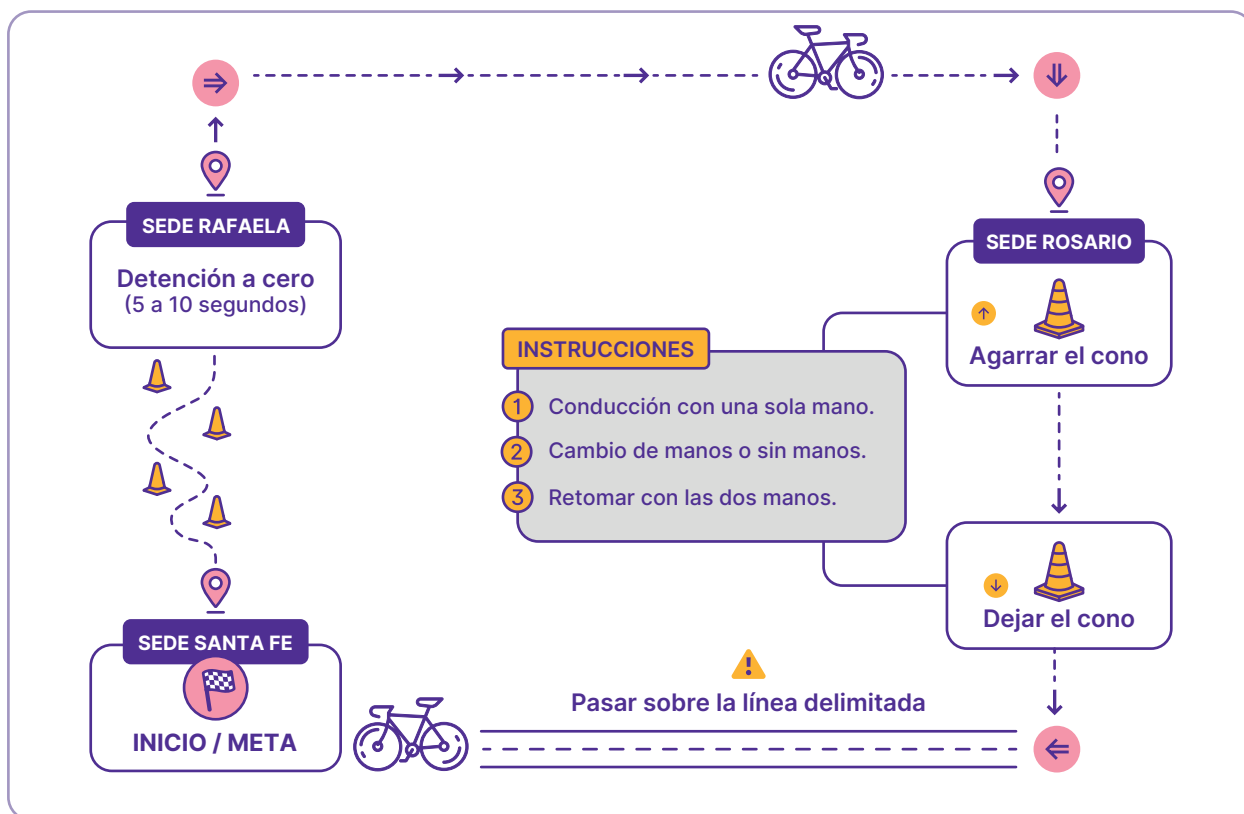 SEDE RAFAELA
Detención a cero
(5 a 10 segundos)
SEDE ROSARIO
Agarrar el cono
INSTRUCCIONES
1 Conducción con una sola mano.
2 Cambio de manos o sin manos.
3 Retomar con las dos manos.
Dejar el cono
SEDE SANTA FE
INICIO / META
Pasar sobre la línea delimitada